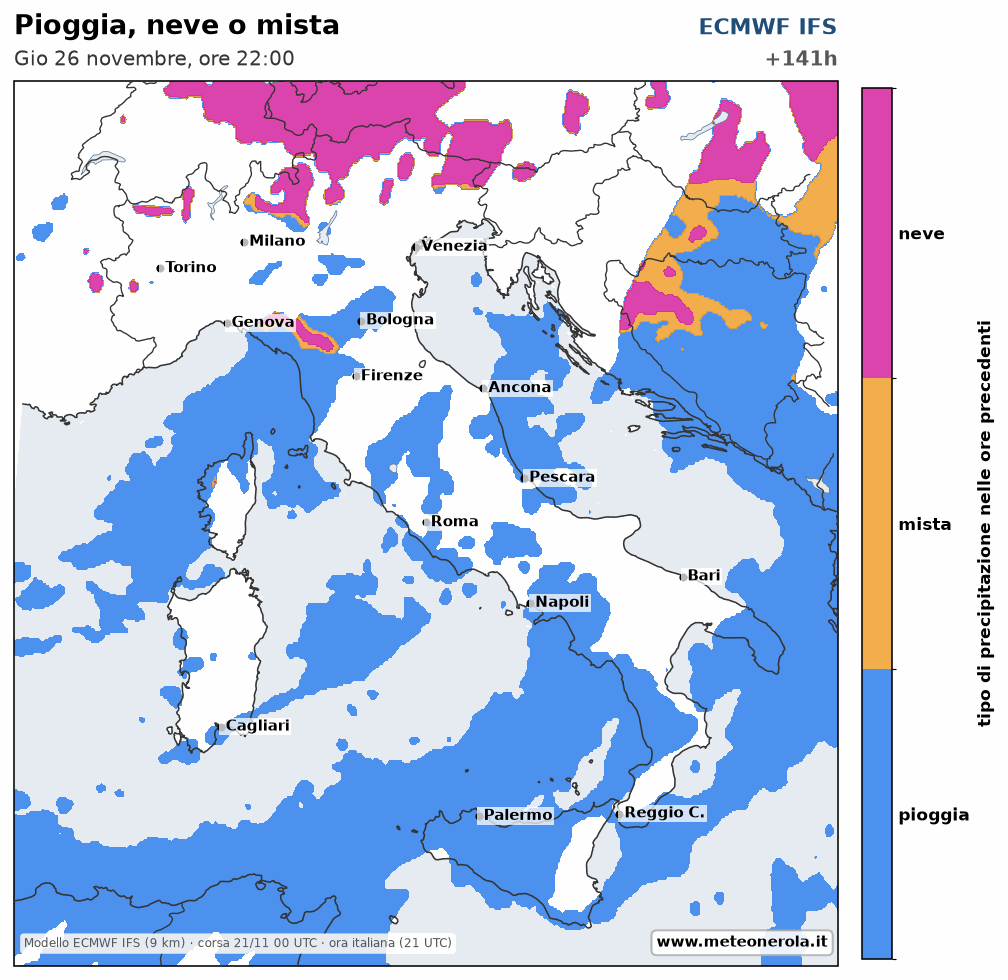 Pioggia, neve o mista
ECMWF IFS
Gio 26 novembre, ore 22:00
+141h
Milano
Venezia
Torino
Genova
Bologna
Firenze
Ancona
Pescara
Roma
Bari
Napoli
Cagliari
Palermo
Reggio C.
neve
mista
pioggia
tipo di precipitazione nelle ore precedenti
Modello ECMWF IFS (9 km) · corsa 21/11 00 UTC · ora italiana (21 UTC)
www.meteonerola.it